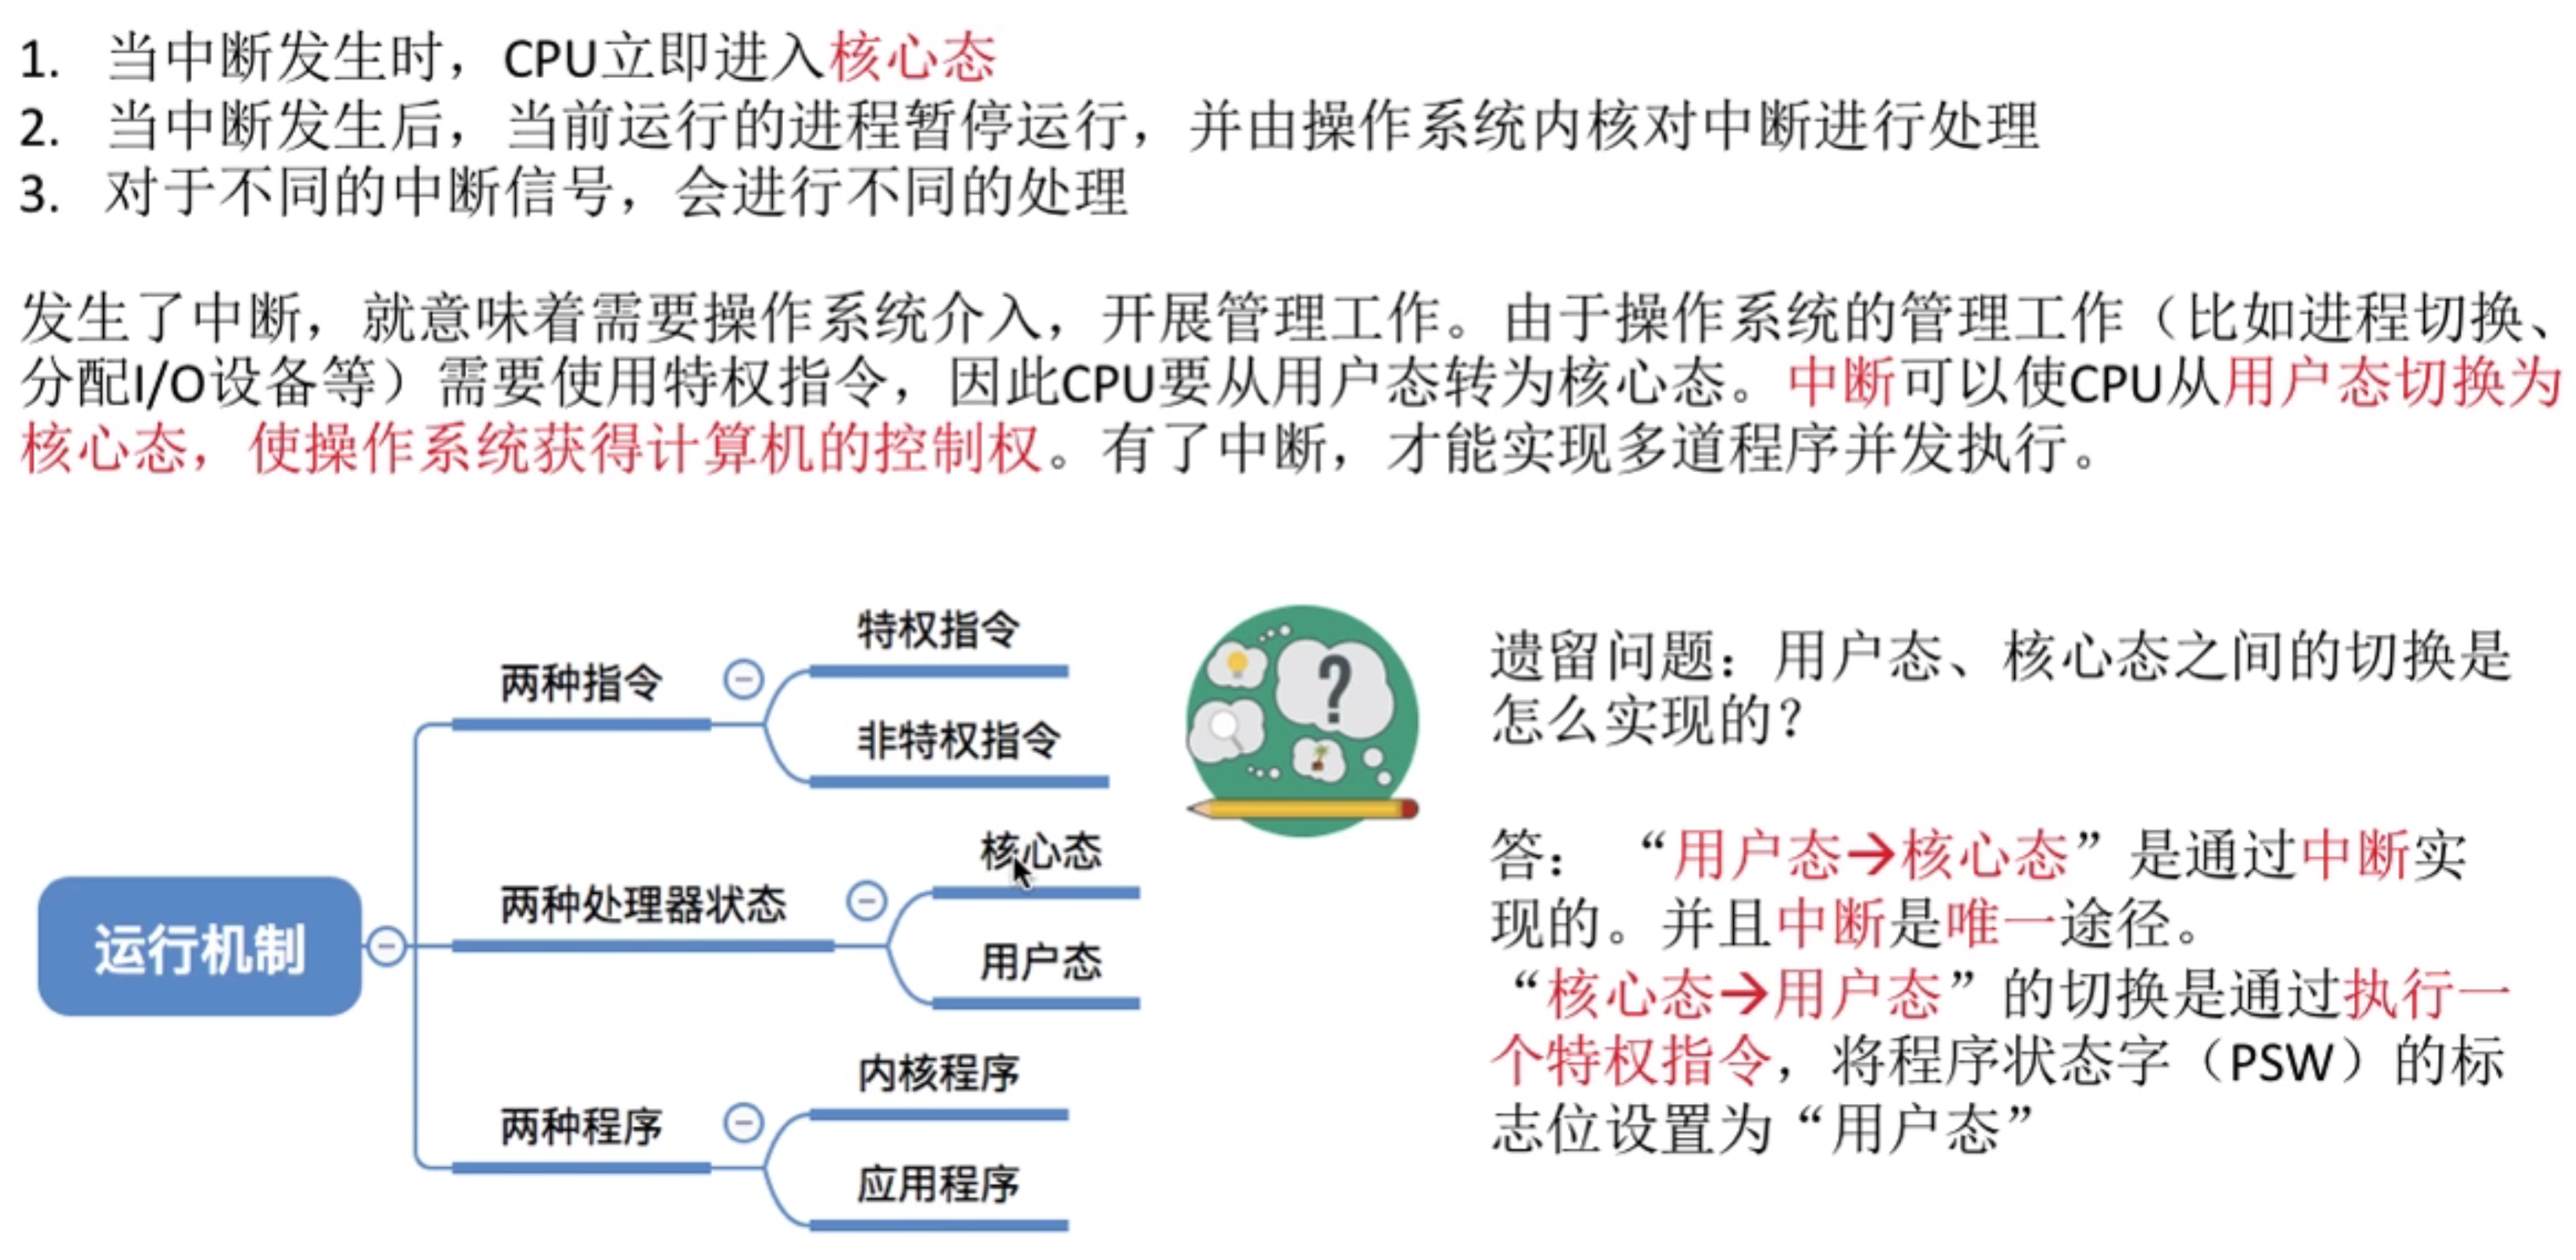 1. 当中断发生时，CPU立即进入核心态
2. 当中断发生后，当前运行的进程暂停运行，并由操作系统内核对中断进行处理
3. 对于不同的中断信号，会进行不同的处理
发生了中断，就意味着需要操作系统介入，开展管理工作。由于操作系统的管理工作（比如进程切换、
分配I/O设备等）需要使用特权指令，因此CPU要从用户态转为核心态。中断可以使CPU从用户态切换为
核心态，使操作系统获得计算机的控制权。有了中断，才能实现多道程序并发执行。
运行机制
两种指令
特权指令
非特权指令
两种处理器状态
核心态
用户态
两种程序
内核程序
应用程序
?
遗留问题：用户态、核心态之间的切换是
怎么实现的？
答： “用户态→核心态”是通过中断实
现的。并且中断是唯一途径。
“核心态→用户态”的切换是通过执行一
个特权指令，将程序状态字（PSW）的标
志位设置为“用户态”